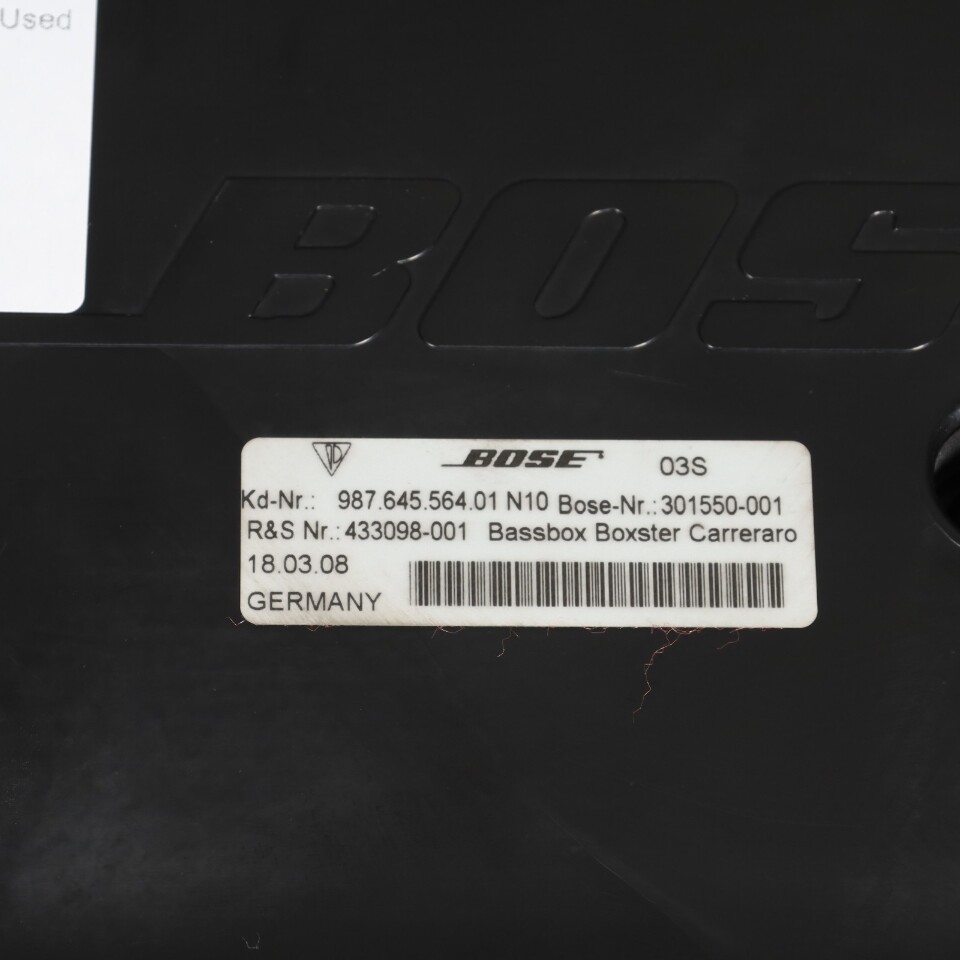 Used
BOS
BOSE 03S
Kd-Nr.: 987.645.564.01 N10 Bose-Nr.: 301550-001
R&S Nr.: 433098-001 Bassbox Boxster Carreraro
18.03.08
GERMANY